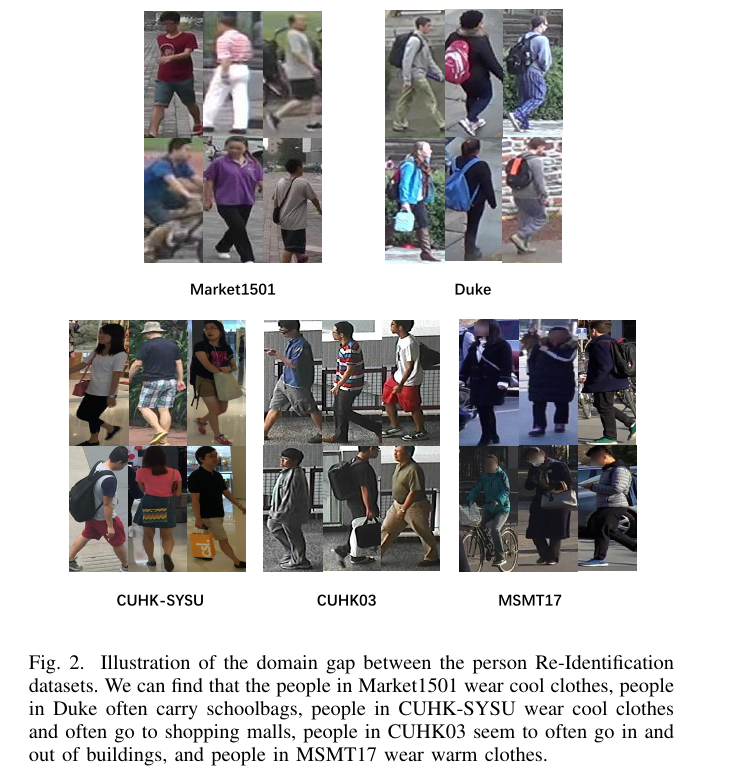 Market1501
Duke
CUHK-SYSU
CUHK03
MSMT17
Fig. 2. Illustration of the domain gap between the person Re-Identification
datasets. We can find that the people in Market1501 wear cool clothes, people
in Duke often carry schoolbags, people in CUHK-SYSU wear cool clothes
and often go to shopping malls, people in CUHK03 seem to often go in and
out of buildings, and people in MSMT17 wear warm clothes.